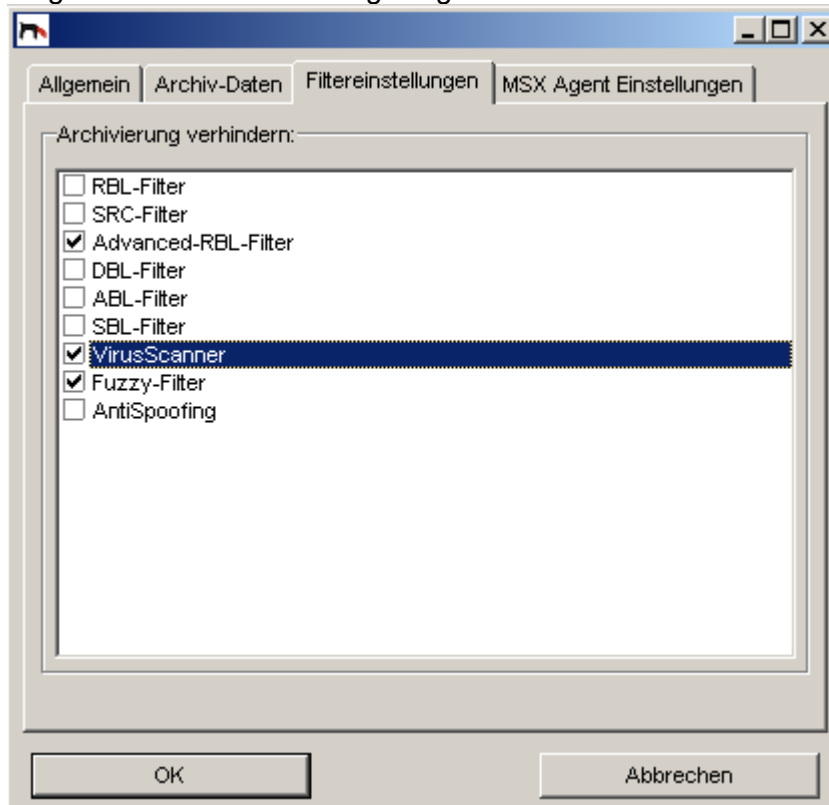 Allgemein Archiv-Daten Filtereinstellungen MSX Agent Einstellungen
Archivierung verhindern:
RBL-Filter
SRC-Filter
Advanced-RBL-Filter
DBL-Filter
ABL-Filter
SBL-Filter
VirusScanner
Fuzzy-Filter
AntiSpoofing
OK Abbrechen